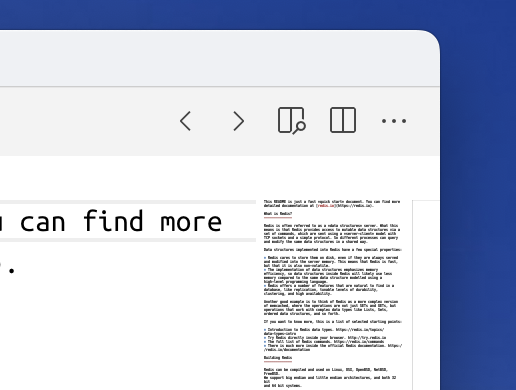 can find more
.
This README is just a fast «quick start» document. You can find more
detailed documentation at [redis.io](https://redis.io).
What is Redis?
Redis is often referred to as a «data structures» server. What this
means is that Redis provides access to mutable data structures via a
set of commands, which are sent using a «server-client» model with
TCP sockets and a simple protocol. So different processes can query
and modify the same data structures in a shared way.
Data structures implemented into Redis have a few special properties:
• Redis cares to store them on disk, even if they are always served
and modified into the server memory. This means that Redis is fast,
but that it is also non-volatile.
• The implementation of data structures emphasizes memory
efficiency, so data structures inside Redis will likely use less
memory compared to the same data structure modelled using a
high-level programming language.
• Redis offers a number of features that are natural to find in a
database, like replication, tunable levels of durability,
clustering, and high availability.
Another good example is to think of Redis as a more complex version
of memcached, where the operations are not just SETs and GETs, but
operations that work with complex data types like Lists, Sets,
ordered data structures, and so forth.
If you want to know more, this is a list of selected starting points:
• Introduction to Redis data types. https://redis.io/topics/
data-types-intro
• Try Redis directly inside your browser. http://try.redis.io
• The full list of Redis commands. https://redis.io/commands
• There is much more inside the official Redis documentation. https:/
/redis.io/documentation
Building Redis
Redis can be compiled and used on Linux, OSX, OpenBSD, NetBSD,
FreeBSD.
We support big endian and little endian architectures, and both 32
bit
and 64 bit systems.